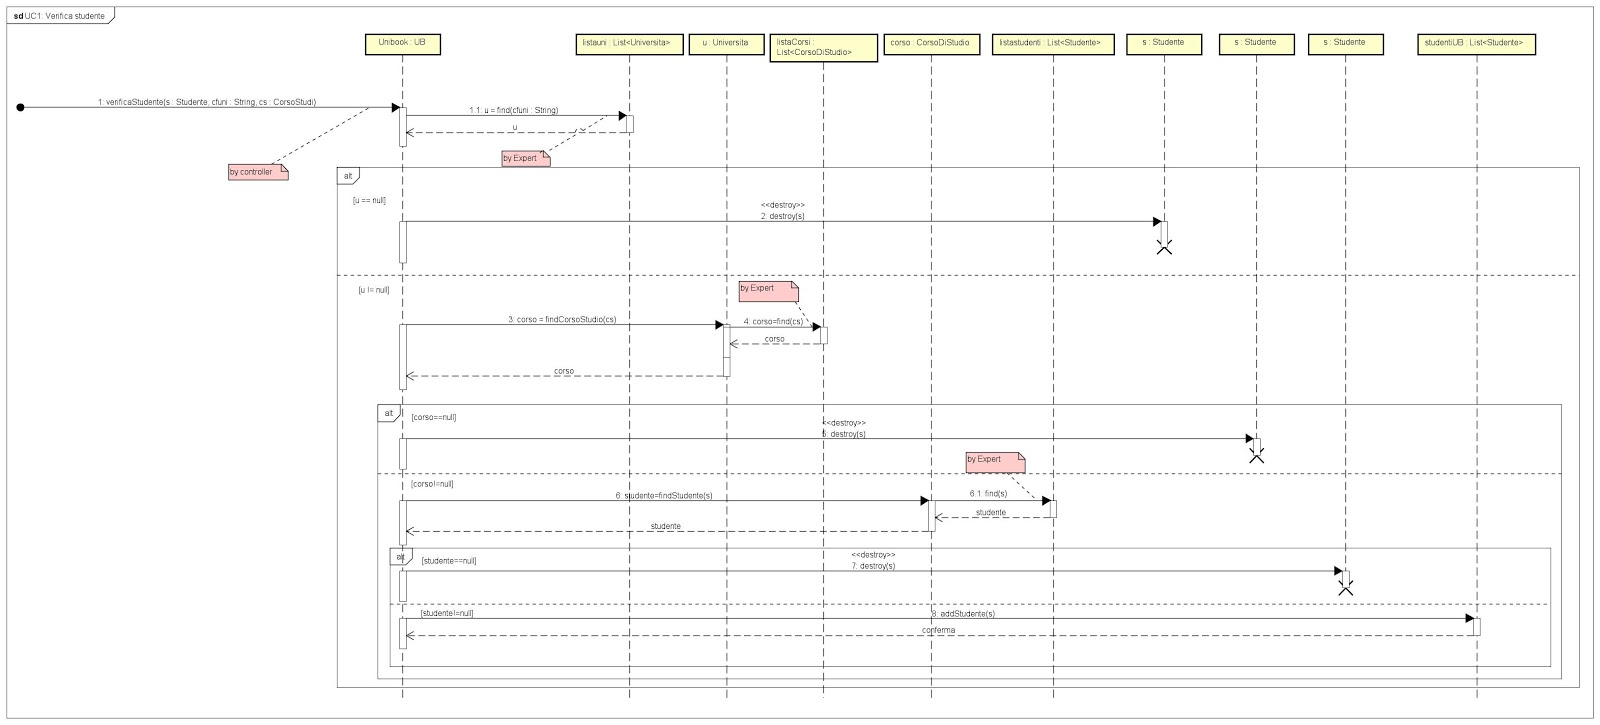 sd UC1: Verifica studente
Unibook : UB
listauni : List<Universita>
u : Universita
listaCorsi :
List<CorsoDiStudio>
corso : CorsoDiStudio
listastudenti : List<Studente>
s : Studente
s : Studente
s : Studente
studentiUB : List<Studente>
1: verificaStudente(s : Studente, cfuni : String, cs : CorsoStudi)
1.1: u = find(cfuni : String)
u
by Expert
by controller
alt
[u == null]
<<destroy>>
2: destroy(s)
[u != null]
by Expert
3: corso = findCorsoStudio(cs)
4: corso=find(cs)
corso
corso
alt
[corso==null]
<<destroy>>
5: destroy(s)
by Expert
[corso!=null]
6: studente=findStudente(s)
6.1: find(s)
studente
studente
alt
[studente==null]
<<destroy>>
7: destroy(s)
[studente!=null]
8: addStudente(s)
conferma